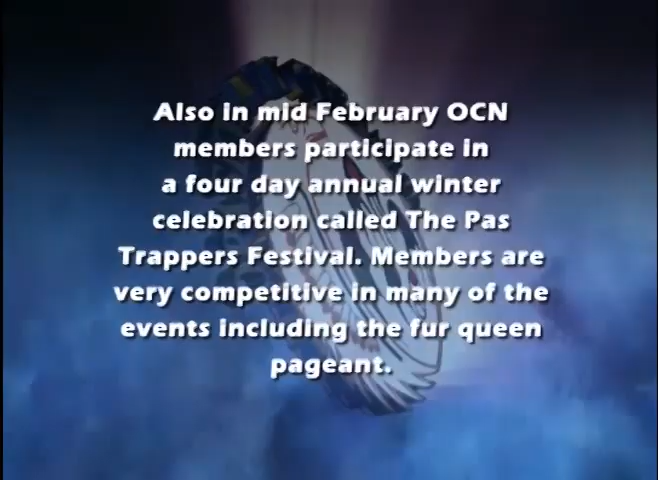 Also in mid February OCN
members participate in
a four day annual winter
celebration called The Pas
Trappers Festival. Members are
very competitive in many of the
events including the fur queen
pageant.